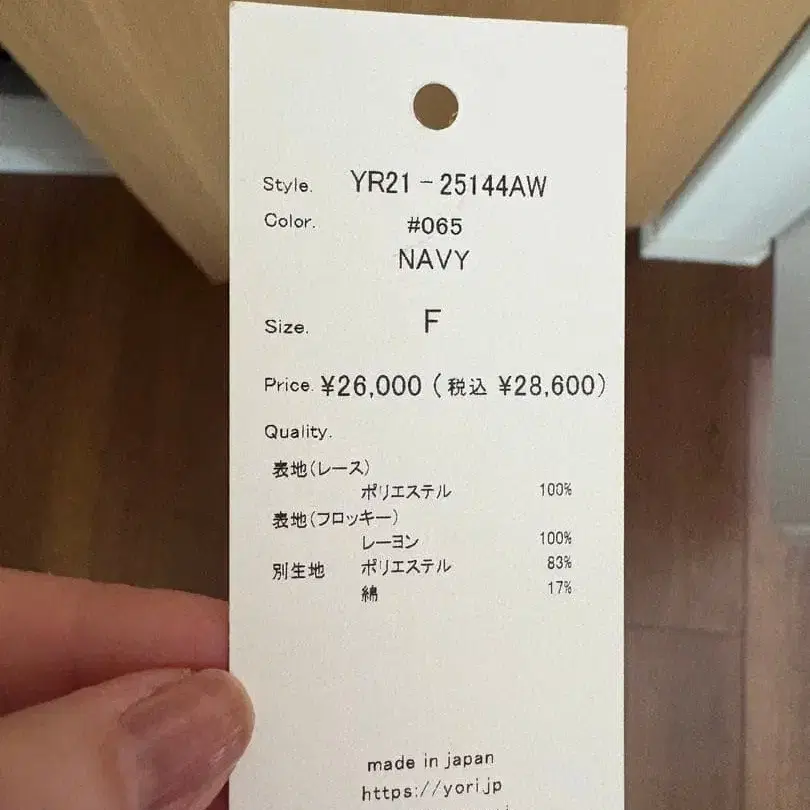 Style. YR21-25144AW
Color. #065
NAVY
Size. F
Price. ¥26,000 (税込 ¥28,600)
Quality.
表地(レース)
ポリエステル 100%
表地(フロッキー)
レーヨン 100%
別生地 ポリエステル 83%
綿 17%
made in japan
https://yori.jp